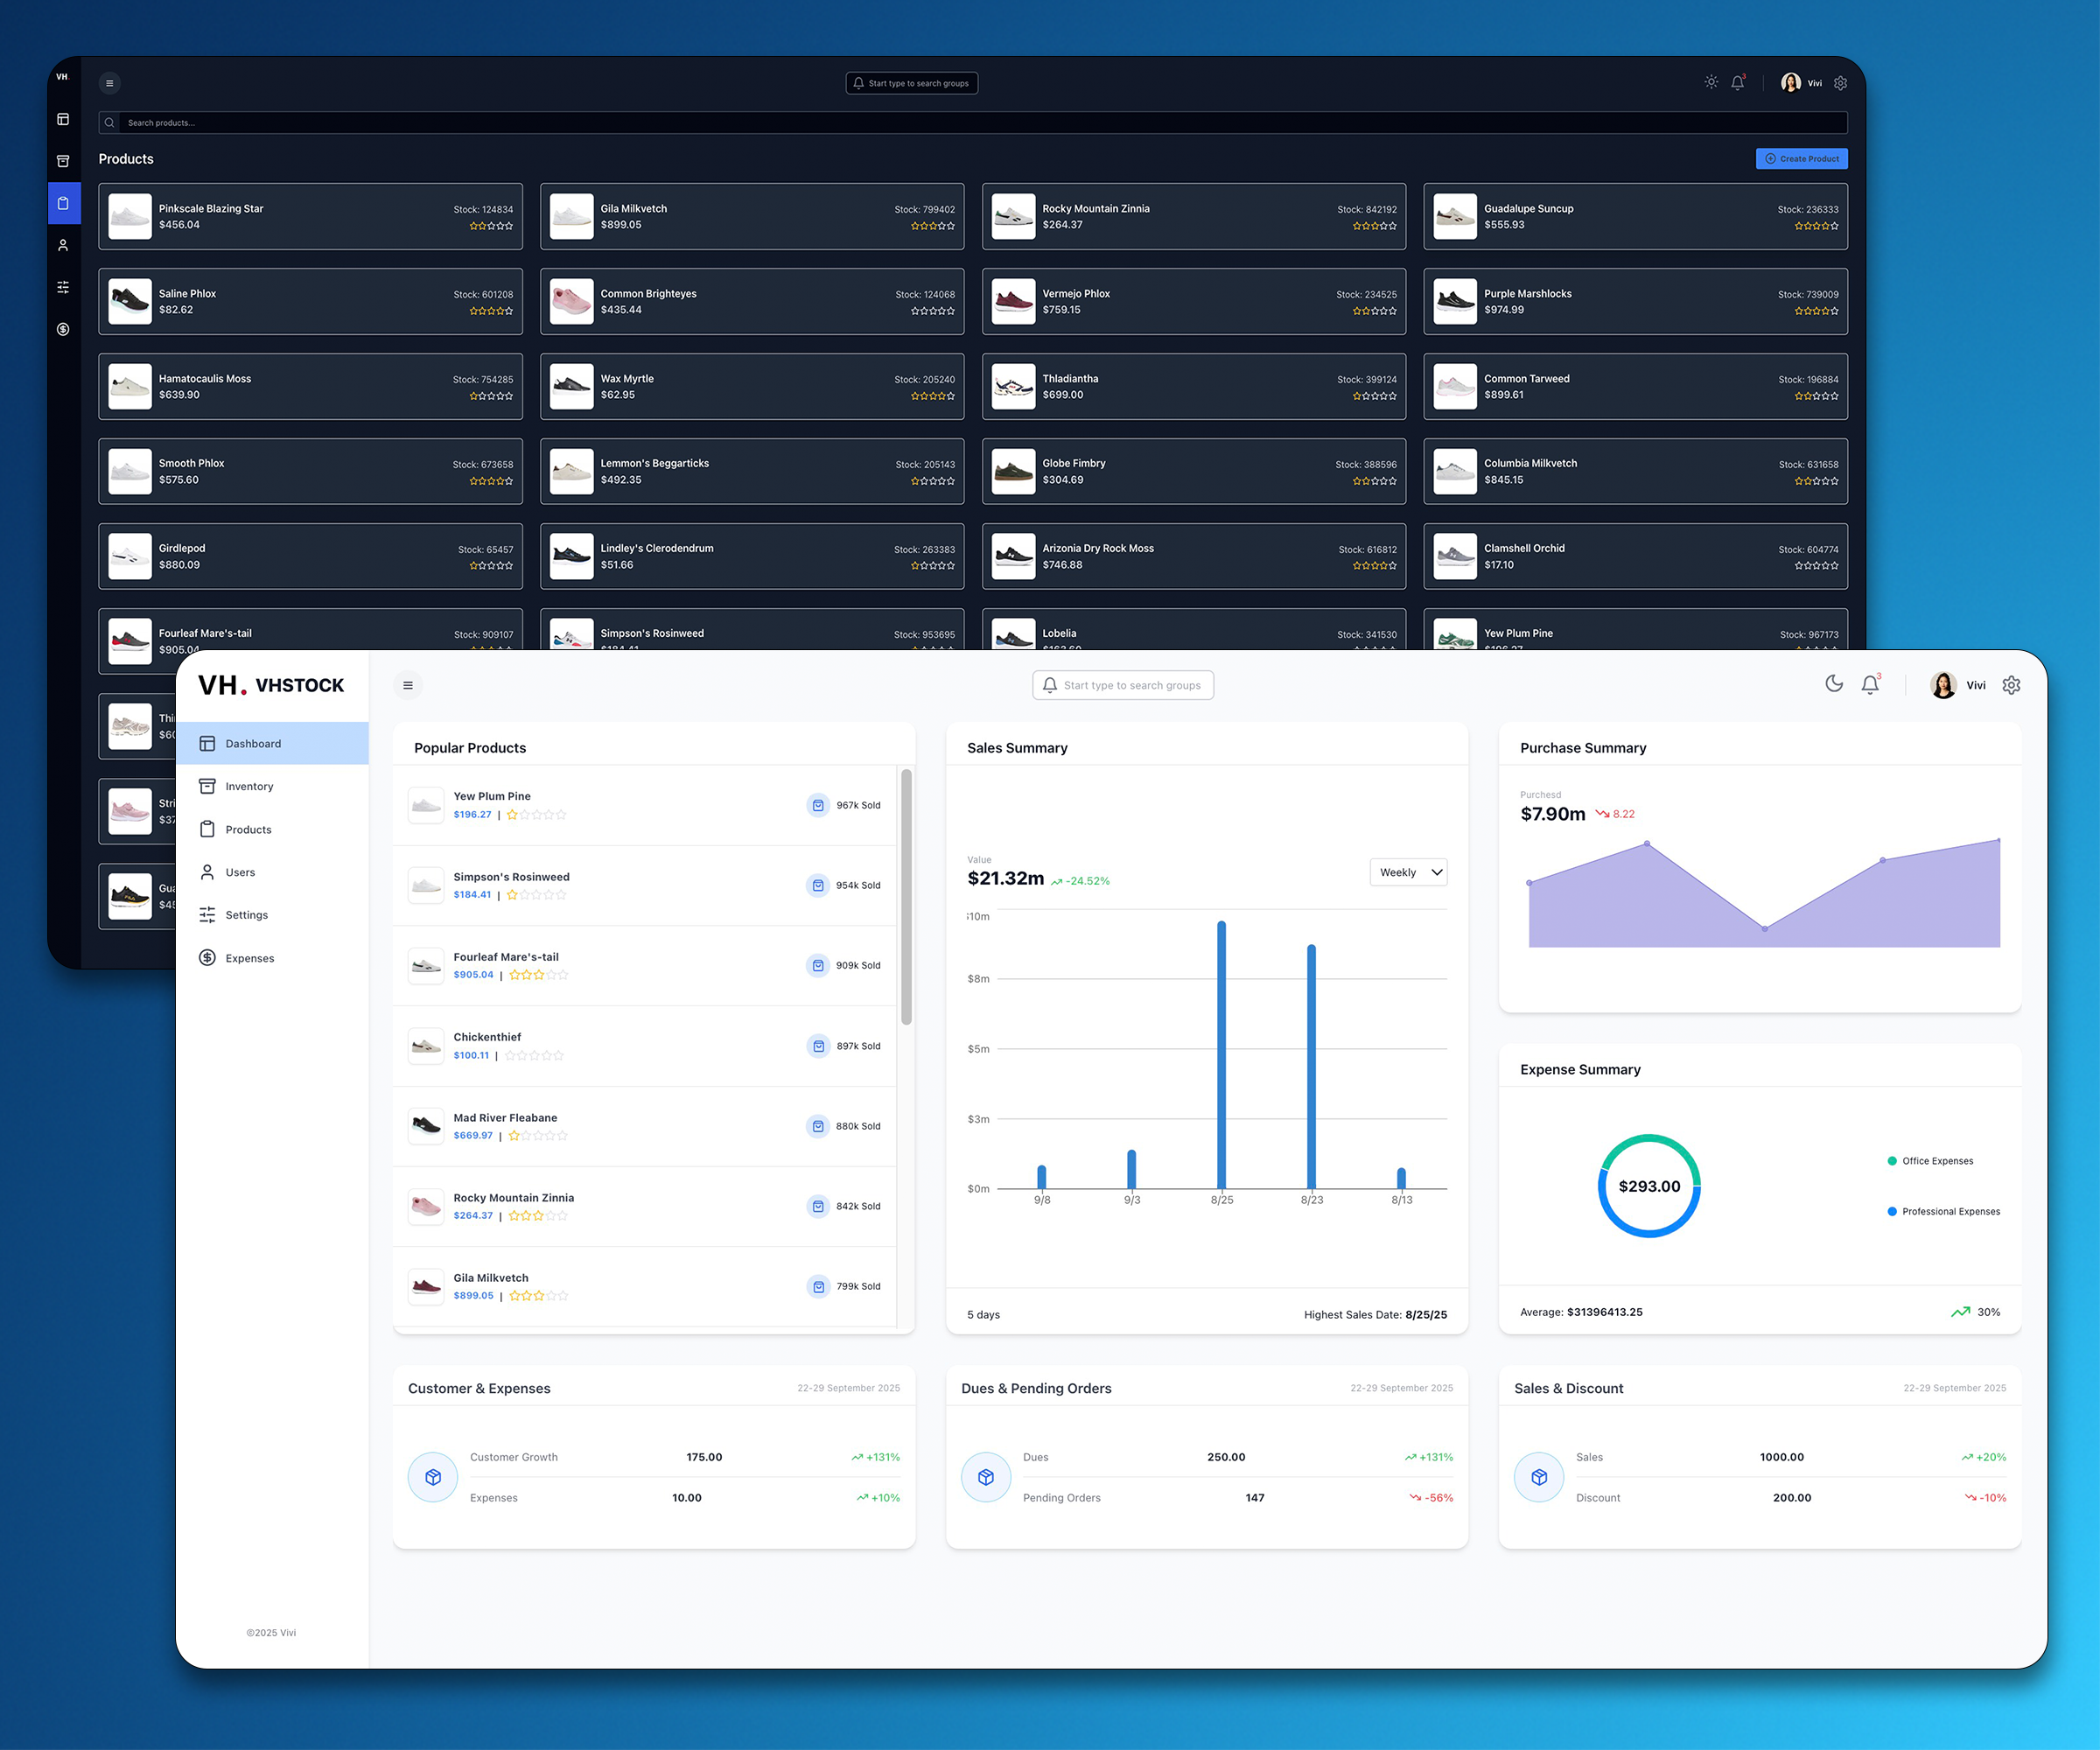 VH.
Start type to search groups
3
Vivi
Search products...
Products
Create Product
Pinkscale Blazing Star
Stock: 124834
$456.04
Gila Milkvetch
Stock: 799402
$899.05
Rocky Mountain Zinnia
Stock: 842192
$264.37
Guadalupe Suncup
Stock: 236333
$555.93
Saline Phlox
Stock: 601208
$82.62
Common Brighteyes
Stock: 124068
$435.44
Vermejo Phlox
Stock: 234525
$759.15
Purple Marshlocks
Stock: 739009
$974.99
Hamatocaulis Moss
Stock: 754285
$639.90
Wax Myrtle
Stock: 205240
$62.95
Thladiantha
Stock: 399124
$699.00
Common Tarweed
Stock: 196884
$899.61
Smooth Phlox
Stock: 673658
$575.60
Lemmon's Beggarticks
Stock: 205143
$492.35
Globe Fimbry
Stock: 388596
$304.69
Columbia Milkvetch
Stock: 631658
$845.15
Girdlepod
Stock: 65457
$880.09
Lindley's Clerodendrum
Stock: 263383
$51.66
Arizonia Dry Rock Moss
Stock: 616812
$746.88
Clamshell Orchid
Stock: 604774
$17.10
Fourleaf Mare's-tail
Stock: 909107
$905.04
Simpson's Rosinweed
Stock: 953695
$184.41
Lobelia
Stock: 341530
Yew Plum Pine
Stock: 967173
$196.27
VH. VHSTOCK
Start type to search groups
3
Vivi
Dashboard
Inventory
Products
Users
Settings
Expenses
©2025 Vivi
Popular Products
Yew Plum Pine
$196.27 |
967k Sold
Simpson's Rosinweed
$184.41 |
954k Sold
Fourleaf Mare's-tail
$905.04 |
909k Sold
Chickenthief
$100.11 |
897k Sold
Mad River Fleabane
$669.97 |
880k Sold
Rocky Mountain Zinnia
$264.37 |
842k Sold
Gila Milkvetch
$899.05 |
799k Sold
Sales Summary
Value
$21.32m -24.52%
Weekly
$10m
$8m
$5m
$3m
$0m
9/8 9/3 8/25 8/23 8/13
5 days
Highest Sales Date: 8/25/25
Purchase Summary
Purchesd
$7.90m 8.22
Expense Summary
$293.00
Office Expenses
Professional Expenses
Average: $31396413.25
30%
Customer & Expenses
22-29 September 2025
Customer Growth 175.00 +131%
Expenses 10.00 +10%
Dues & Pending Orders
22-29 September 2025
Dues 250.00 +131%
Pending Orders 147 -56%
Sales & Discount
22-29 September 2025
Sales 1000.00 +20%
Discount 200.00 -10%